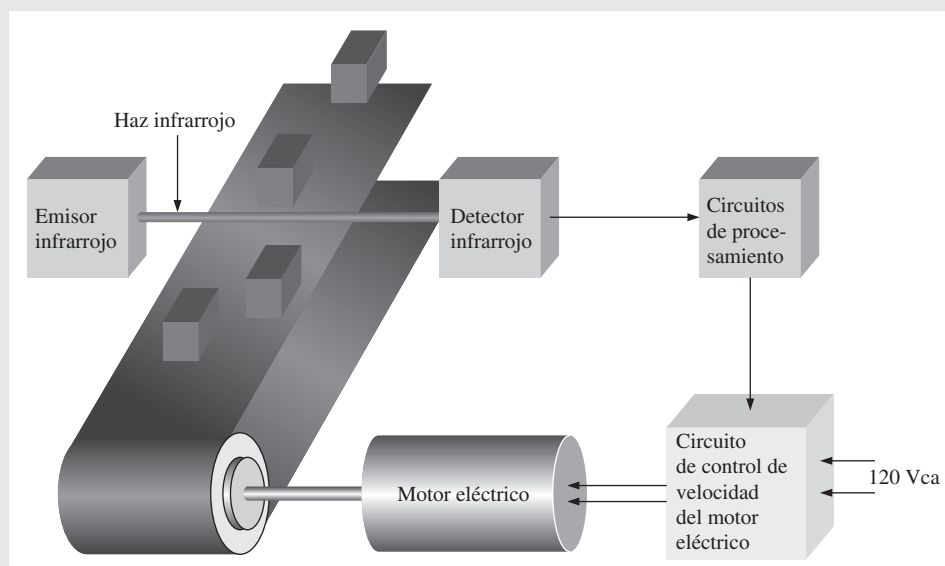 Haz infrarrojo
Emisor
infrarrojo
Detector
infrarrojo
Circuitos
de proce-
samiento
Circuito
de control de
velocidad
del motor
eléctrico
120 Vca
Motor eléctrico